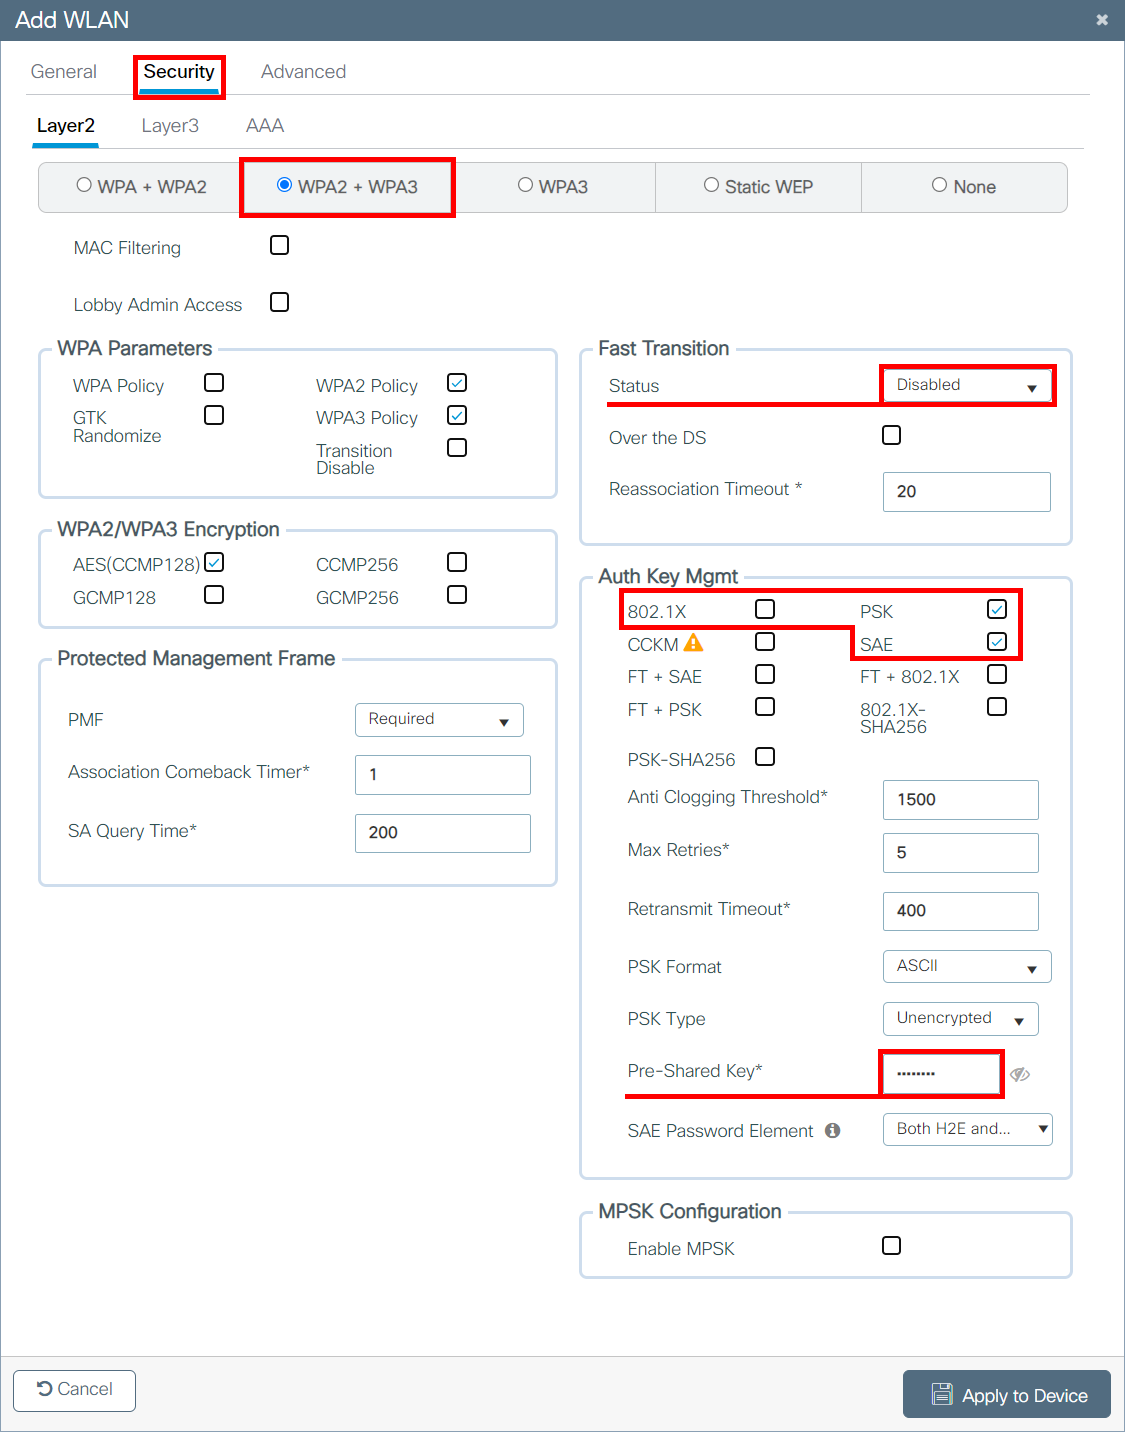 Add WLAN
General Security Advanced
Layer2 Layer3 AAA
WPA + WPA2 WPA2 + WPA3 WPA3 Static WEP None
MAC Filtering
Lobby Admin Access
WPA Parameters
WPA Policy WPA2 Policy
GTK Randomize WPA3 Policy
Transition Disable
WPA2/WPA3 Encryption
AES(CCMP128) CCMP256
GCMP128 GCMP256
Protected Management Frame
PMF Required
Association Comeback Timer* 1
SA Query Time* 200
Fast Transition
Status Disabled
Over the DS
Reassociation Timeout * 20
Auth Key Mgmt
802.1X PSK
CCKM SAE
FT + SAE FT + 802.1X
FT + PSK 802.1X-SHA256
PSK-SHA256
Anti Clogging Threshold* 1500
Max Retries* 5
Retransmit Timeout* 400
PSK Format ASCII
PSK Type Unencrypted
Pre-Shared Key* ········
SAE Password Element Both H2E and...
MPSK Configuration
Enable MPSK
Cancel Apply to Device